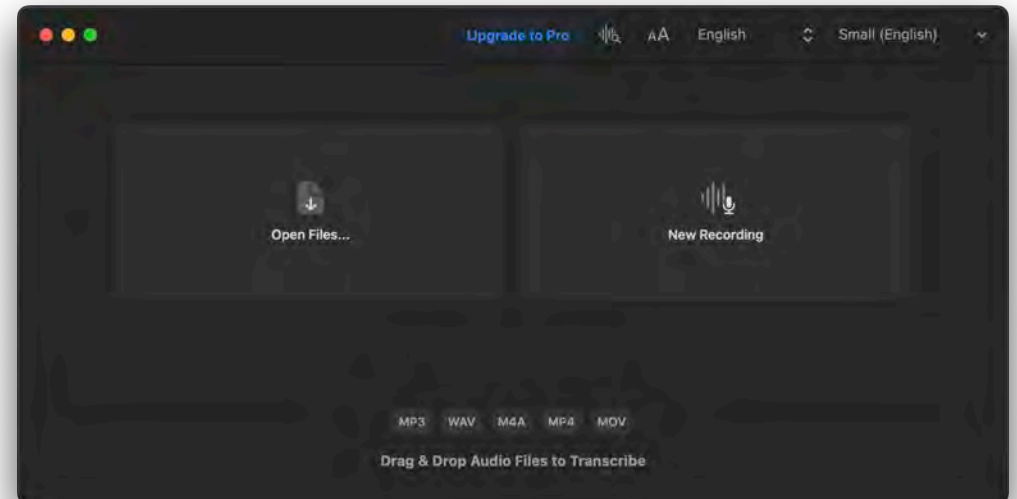 Upgrade to Pro AA English Small (English)
Open Files... New Recording
MP3 WAV M4A MP4 MOV
Drag & Drop Audio Files to Transcribe